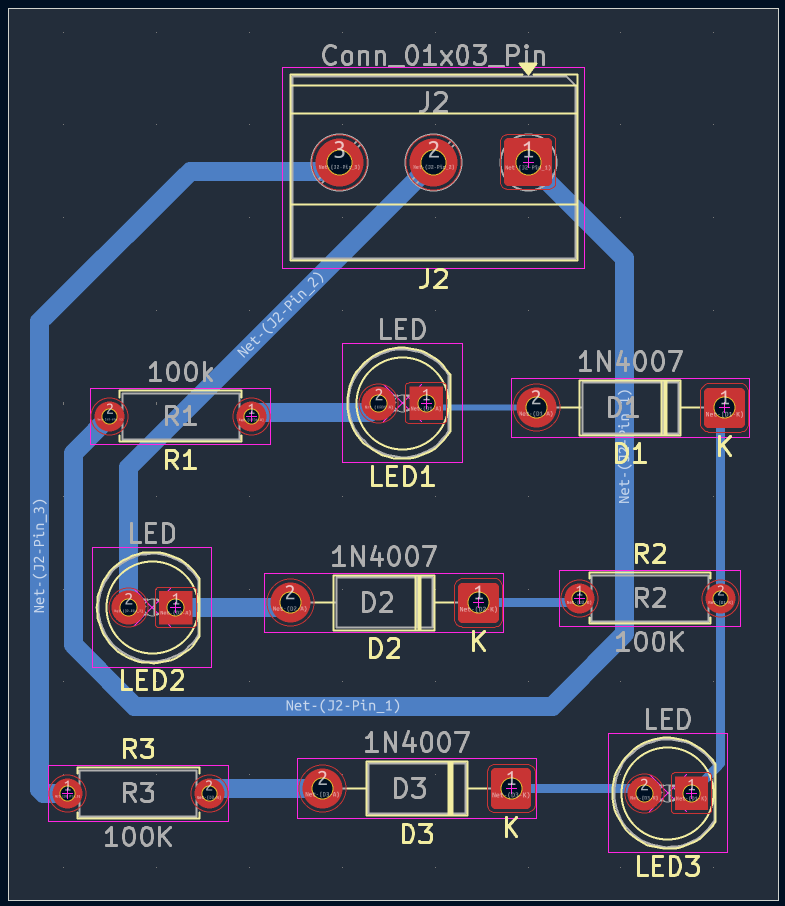 Conn_01x03_Pin
J2
3
2
1
J2
Net-(J2-Pin_2)
LED
1N4007
100k
2
1
2
1
2
1
R1
D1
R1
LED1
D1
K
Net-(J2-Pin_1)
Net-(J2-Pin_3)
LED
1N4007
R2
2
1
2
1
1
2
D2
R2
LED2
D2
K
100K
Net-(J2-Pin_1)
R3
1N4007
LED
1
2
2
1
2
1
R3
D3
100K
D3
K
LED3